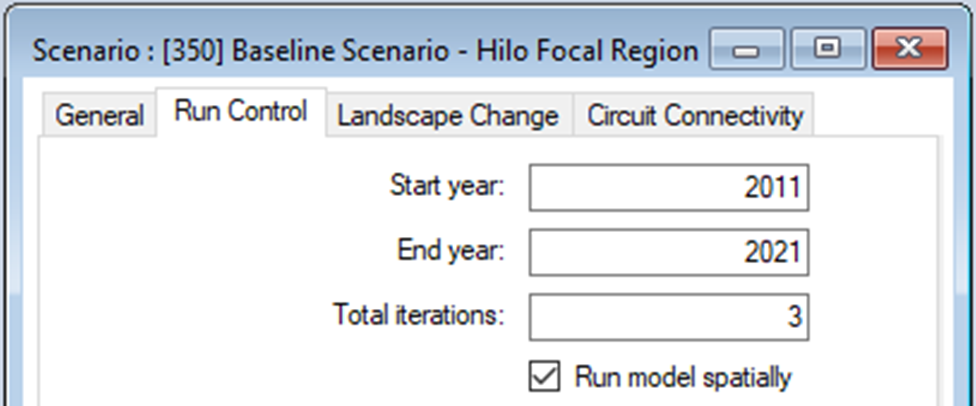 Scenario : [350] Baseline Scenario - Hilo Focal Region
General Run Control Landscape Change Circuit Connectivity
Start year: 2011
End year: 2021
Total iterations: 3
Run model spatially